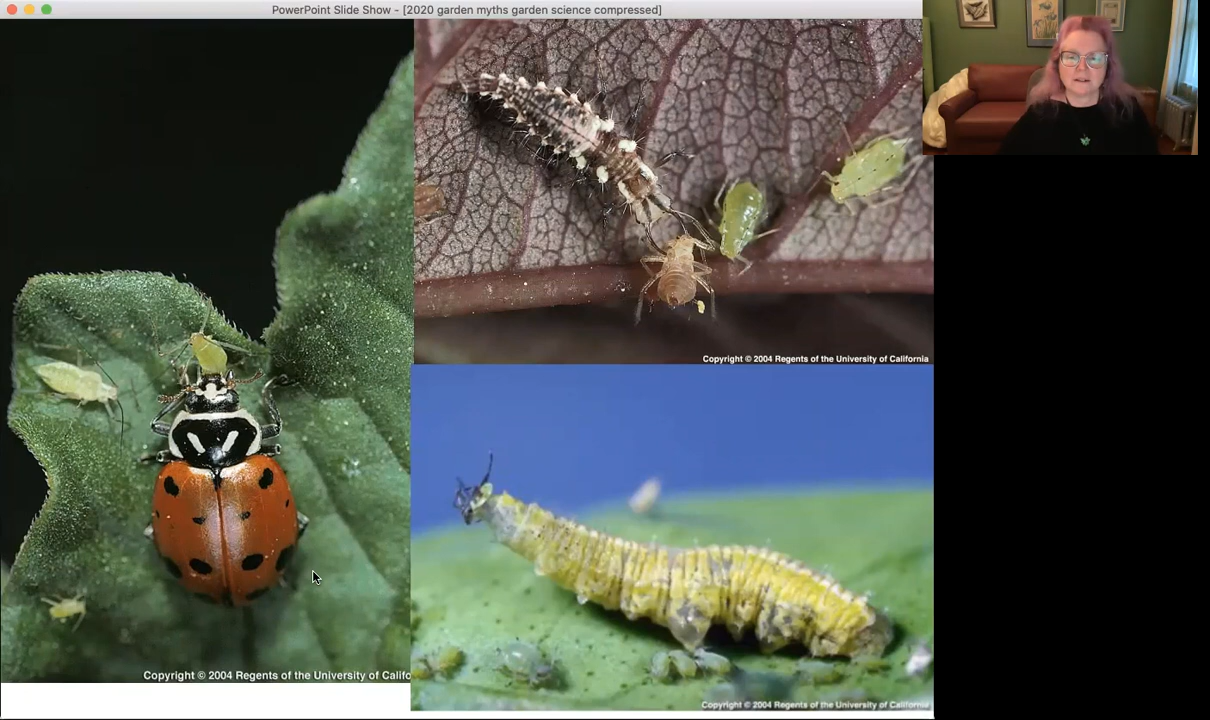 PowerPoint Slide Show - [2020 garden myths garden science compressed]
Copyright © 2004 Regents of the University of California
Copyright © 2004 Regents of the University of Califo
Copyright © 2004 Regents of the University of California